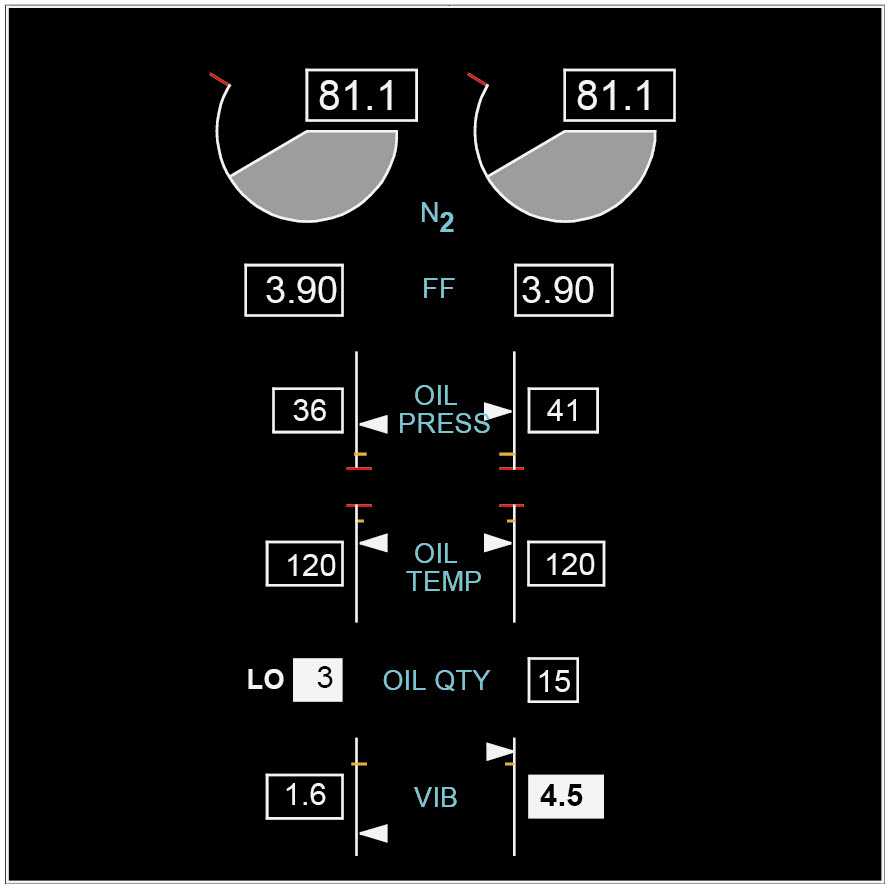 81.1 81.1
N2
3.90 FF 3.90
36 OIL PRESS 41
120 OIL TEMP 120
LO 3 OIL QTY 15
1.6 VIB 4.5